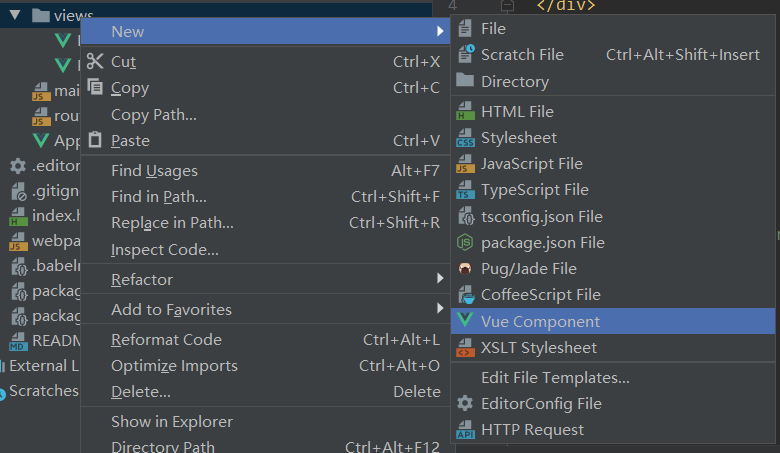 views
mai
rou
App
.editor
.gitign
index.h
webpa
.babelr
packag
packag
READM
External L
Scratches
New
Cut Ctrl+X
Copy Ctrl+C
Copy Path...
Paste Ctrl+V
Find Usages Alt+F7
Find in Path... Ctrl+Shift+F
Replace in Path... Ctrl+Shift+R
Inspect Code...
Refactor
Add to Favorites
Reformat Code Ctrl+Alt+L
Optimize Imports Ctrl+Alt+O
Delete... Delete
Show in Explorer
Directory Path Ctrl+Alt+F12
4 </div>
File
Scratch File Ctrl+Alt+Shift+Insert
Directory
HTML File
Stylesheet
JavaScript File
TypeScript File
tsconfig.json File
package.json File
Pug/Jade File
CoffeeScript File
Vue Component
XSLT Stylesheet
Edit File Templates...
EditorConfig File
HTTP Request